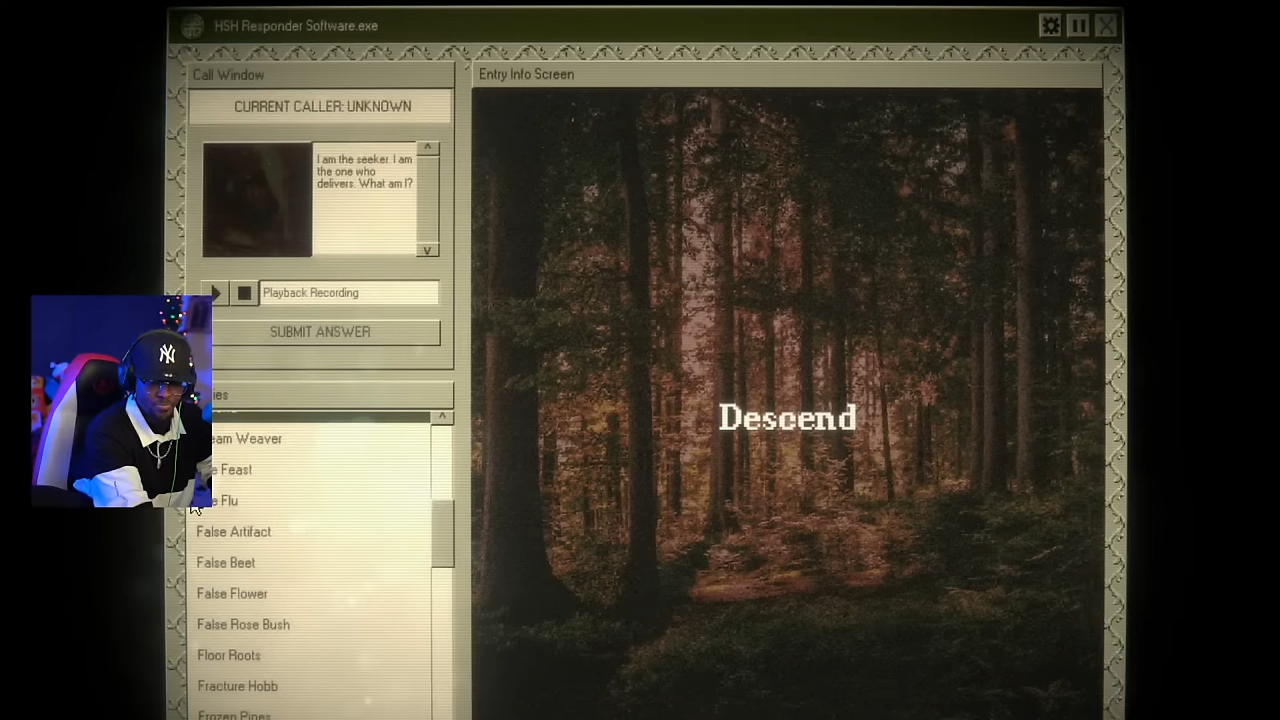 HSH Responder Software.exe
Call Window
CURRENT CALLER: UNKNOWN
I am the seeker. I am
the one who
delivers. What am I?
Playback Recording
SUBMIT ANSWER
Entry Info Screen
Descend
Weaver
Feast
Flu
False Artifact
False Beet
False Flower
False Rose Bush
Floor Roots
Fracture Hobb
Frozen Pines
NY